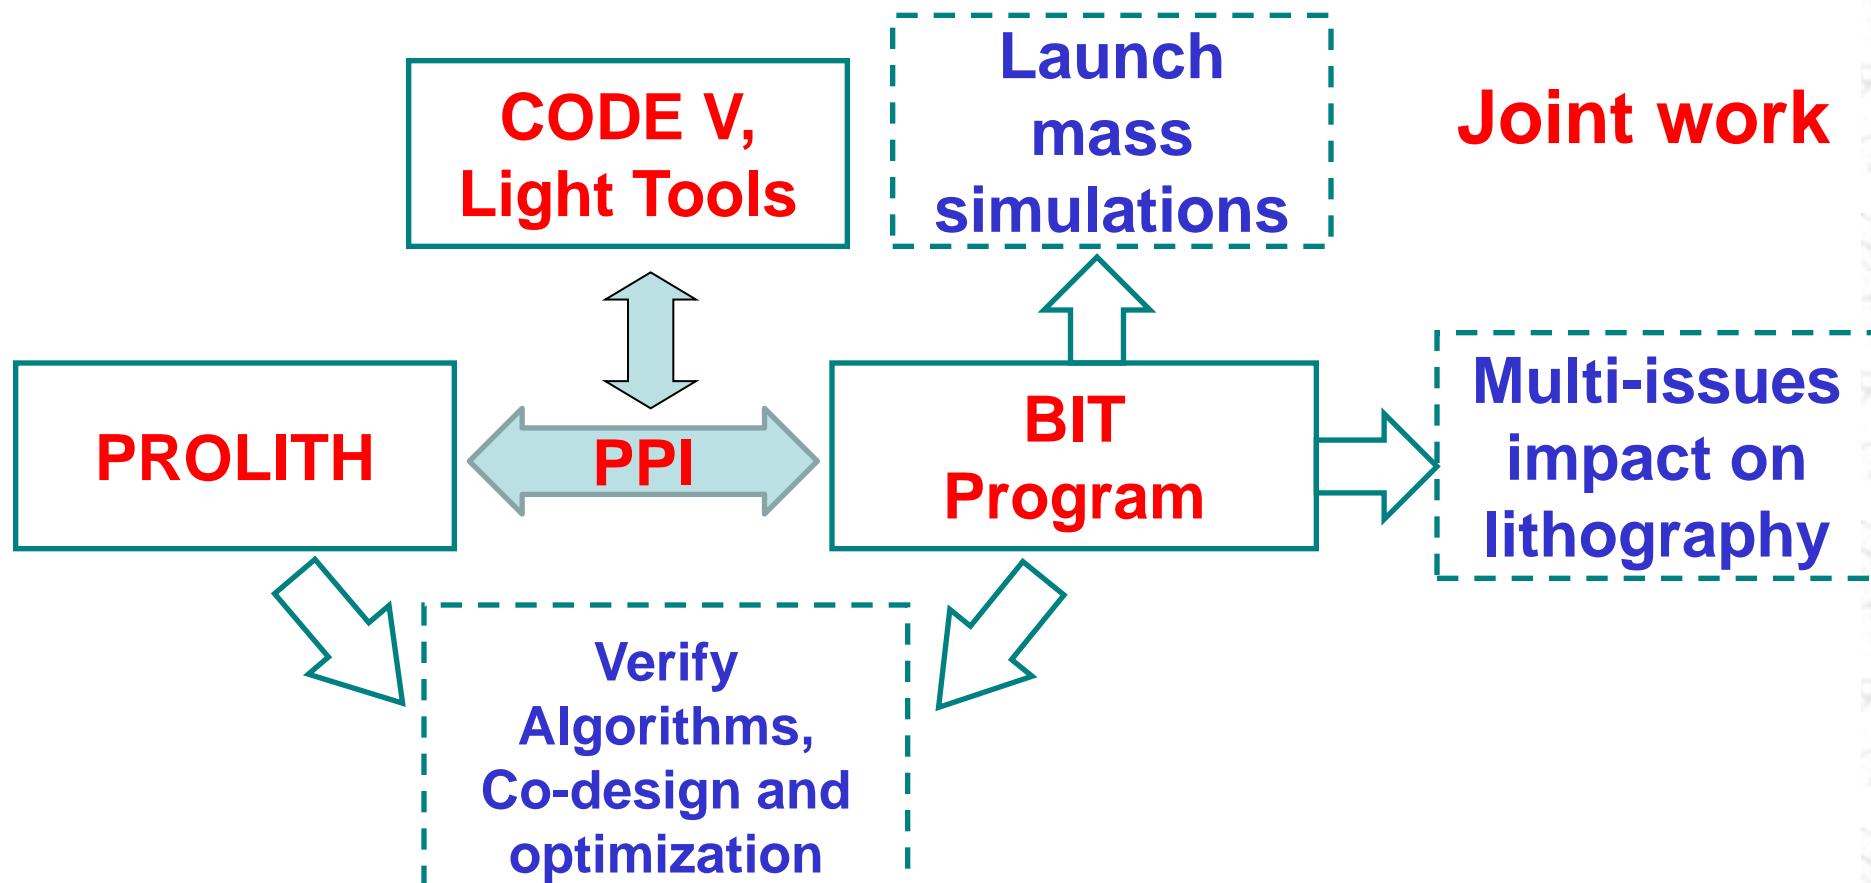 CODE V,
Light Tools
Launch
mass
simulations
Joint work
PROLITH
PPI
BIT
Program
Multi-issues
impact on
lithography
Verify
Algorithms,
Co-design and
optimization